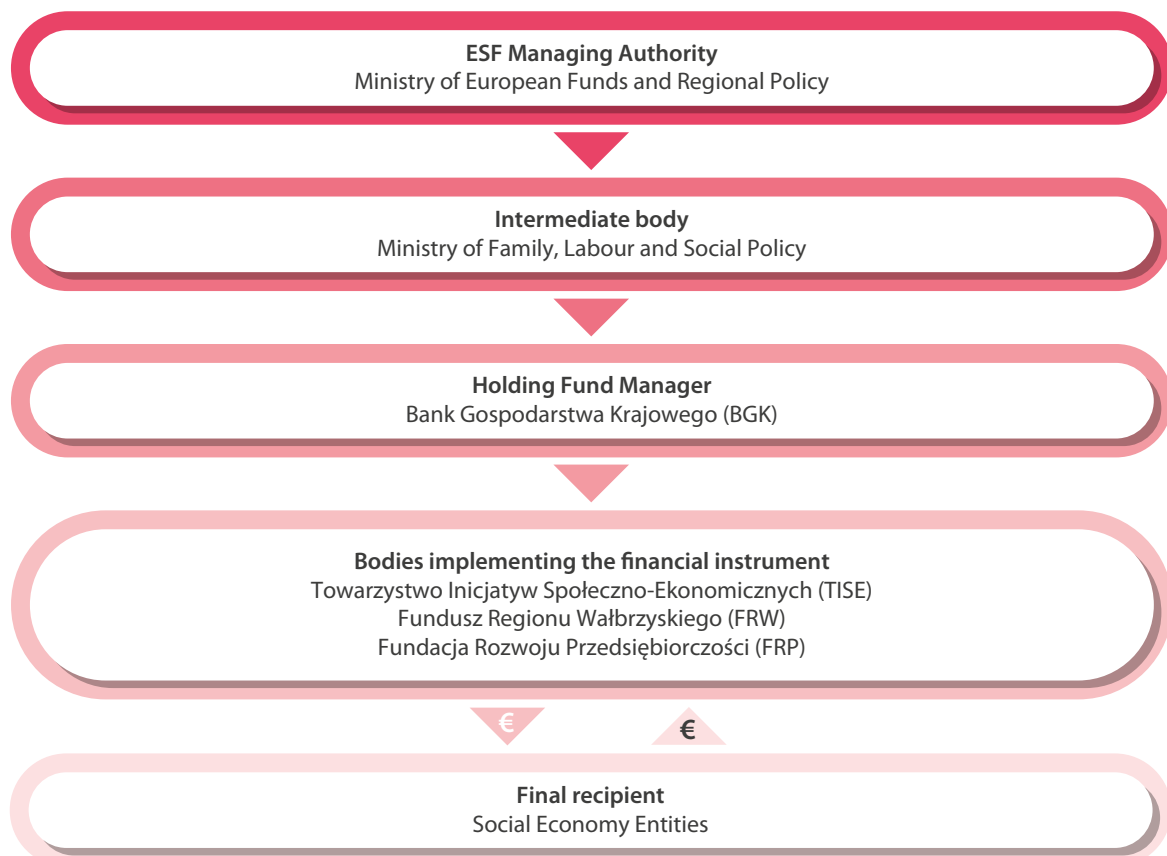 ESF Managing Authority
Ministry of European Funds and Regional Policy
Intermediate body
Ministry of Family, Labour and Social Policy
Holding Fund Manager
Bank Gospodarstwa Krajowego (BGK)
Bodies implementing the financial instrument
Towarzystwo Inicjatyw Społeczno-Ekonomicznych (TISE)
Fundusz Regionu Wałbrzyskiego (FRW)
Fundacja Rozwoju Przedsiębiorczości (FRP)
€ €
Final recipient
Social Economy Entities